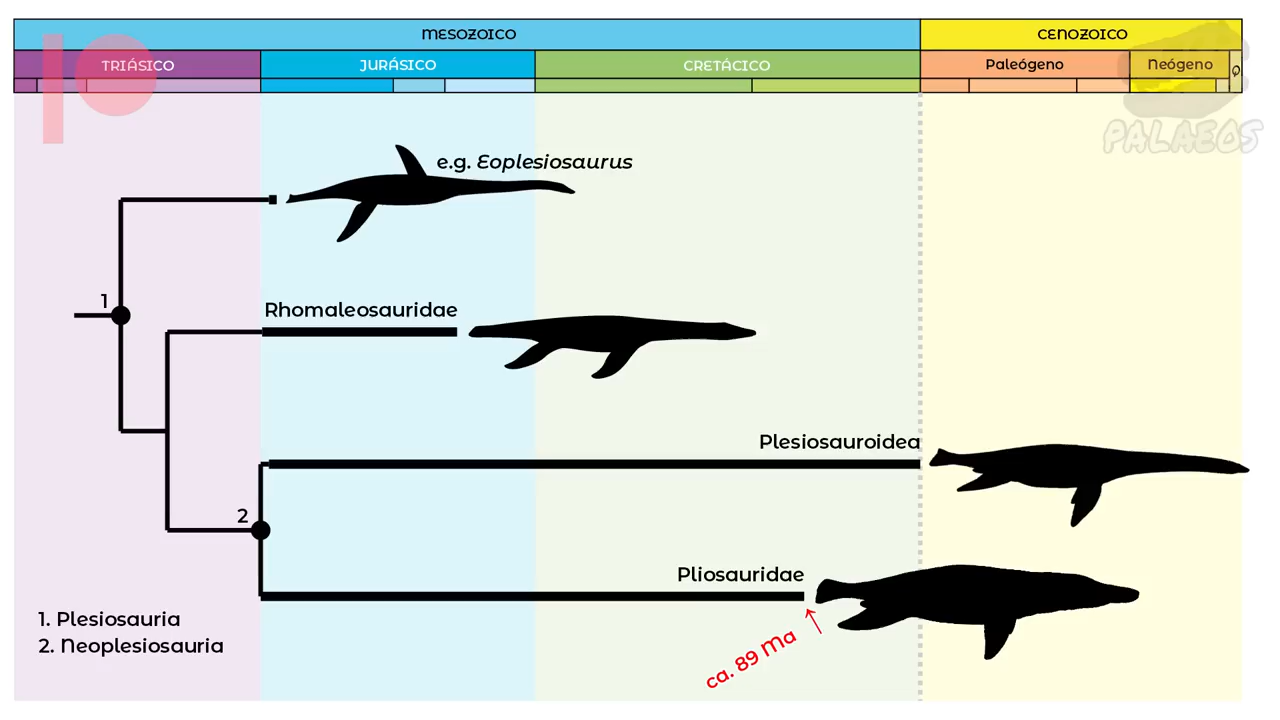 MESOZOICO
CENOZOICO
TRIÁSICO
JURÁSICO
CRETÁCICO
Paleógeno
Neógeno
Q
PALAEOS
e.g. Eoplesiosaurus
1
Rhomaleosauridae
Plesiosauroidea
2
Pliosauridae
1. Plesiosauria
2. Neoplesiosauria
ca. 89 Ma